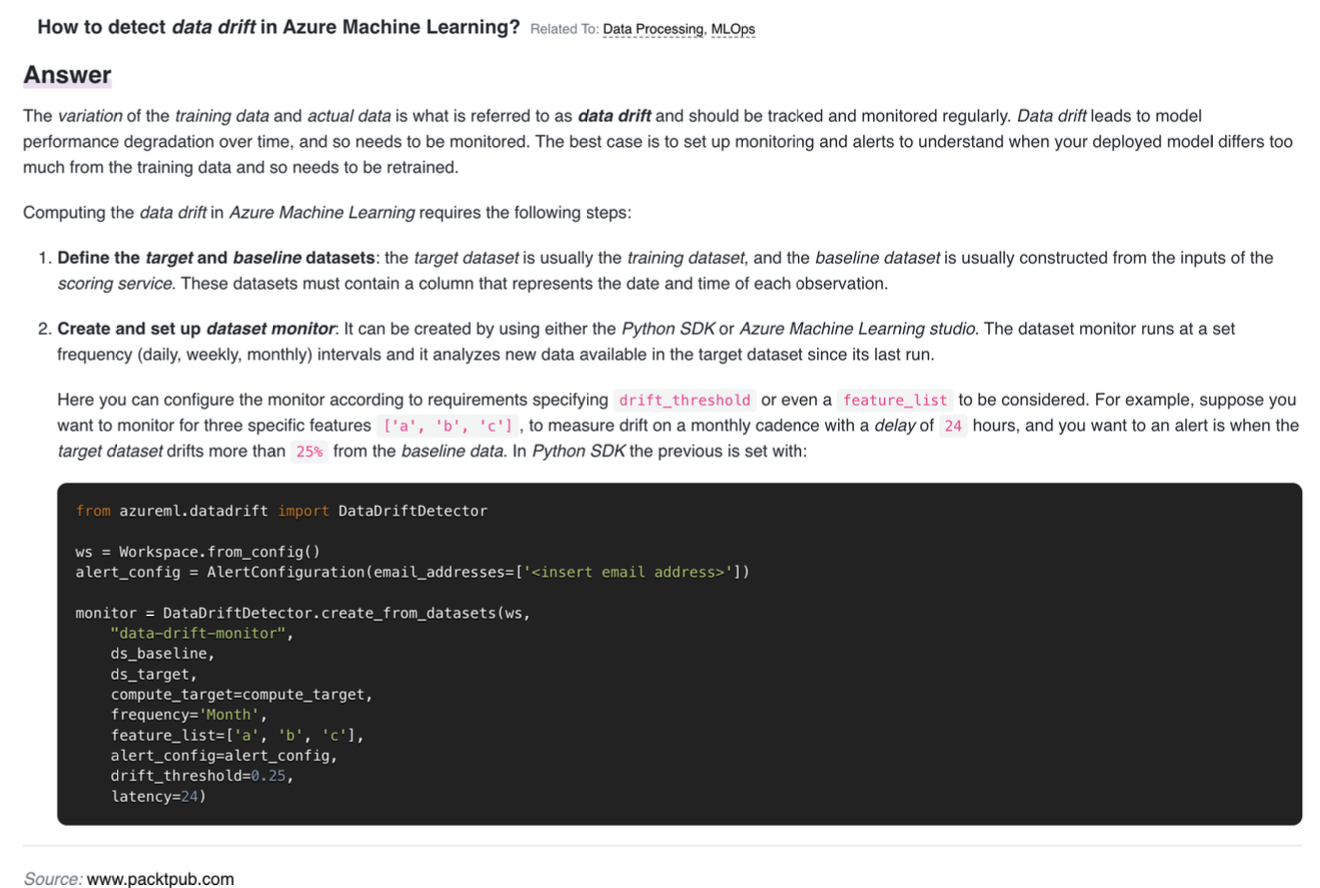 How to detect data drift in Azure Machine Learning? Related To: Data Processing, MLOps
Answer
The variation of the training data and actual data is what is referred to as data drift and should be tracked and monitored regularly. Data drift leads to model
performance degradation over time, and so needs to be monitored. The best case is to set up monitoring and alerts to understand when your deployed model differs too
much from the training data and so needs to be retrained.
Computing the data drift in Azure Machine Learning requires the following steps:
1. Define the target and baseline datasets: the target dataset is usually the training dataset, and the baseline dataset is usually constructed from the inputs of the
scoring service. These datasets must contain a column that represents the date and time of each observation.
2. Create and set up dataset monitor: It can be created by using either the Python SDK or Azure Machine Learning studio. The dataset monitor runs at a set
frequency (daily, weekly, monthly) intervals and it analyzes new data available in the target dataset since its last run.
Here you can configure the monitor according to requirements specifying drift_threshold or even a feature_list to be considered. For example, suppose you
want to monitor for three specific features ['a', 'b', 'c'] , to measure drift on a monthly cadence with a delay of 24 hours, and you want to an alert is when the
target dataset drifts more than 25% from the baseline data. In Python SDK the previous is set with:
from azureml.datadrift import DataDriftDetector
ws = Workspace.from_config()
alert_config = AlertConfiguration(email_addresses=['<insert email address>'])
monitor = DataDriftDetector.create_from_datasets(ws,
    "data-drift-monitor",
    ds_baseline,
    ds_target,
    compute_target=compute_target,
    frequency='Month',
    feature_list=['a', 'b', 'c'],
    alert_config=alert_config,
    drift_threshold=0.25,
    latency=24)
Source: www.packtpub.com